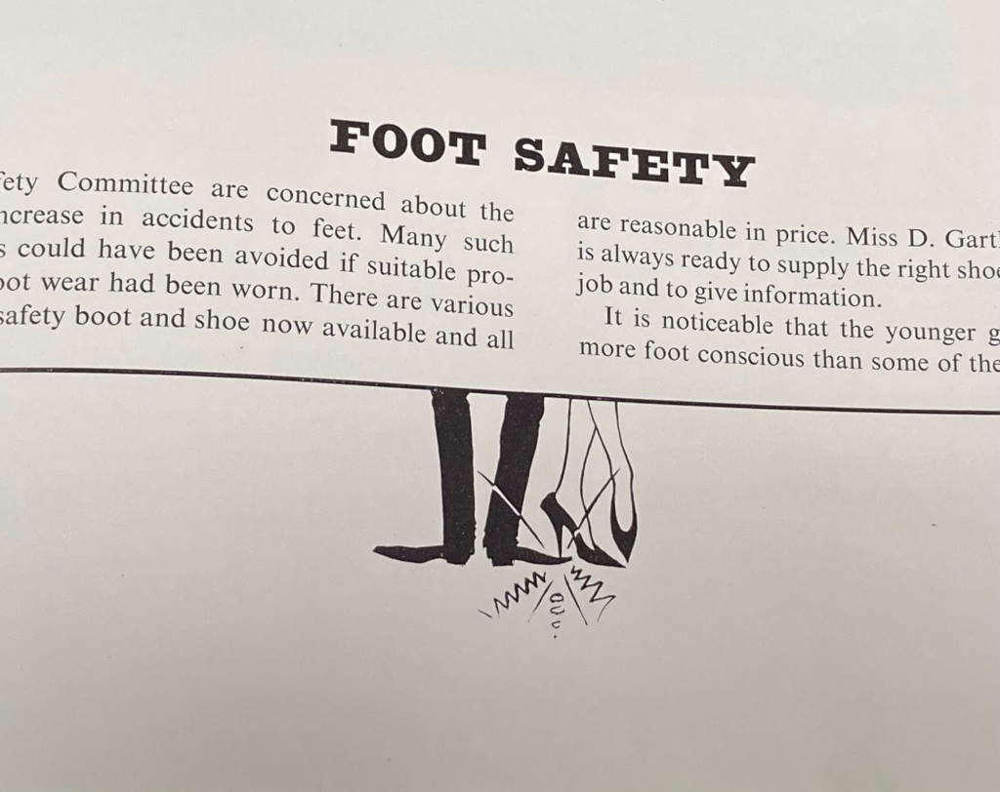 FOOT SAFETY
fety Committee are concerned about the
ncrease in accidents to feet. Many such
s could have been avoided if suitable pro-
oot wear had been worn. There are various
safety boot and shoe now available and all
are reasonable in price. Miss D. Gart
is always ready to supply the right shoe
job and to give information.
It is noticeable that the younger g
more foot conscious than some of the